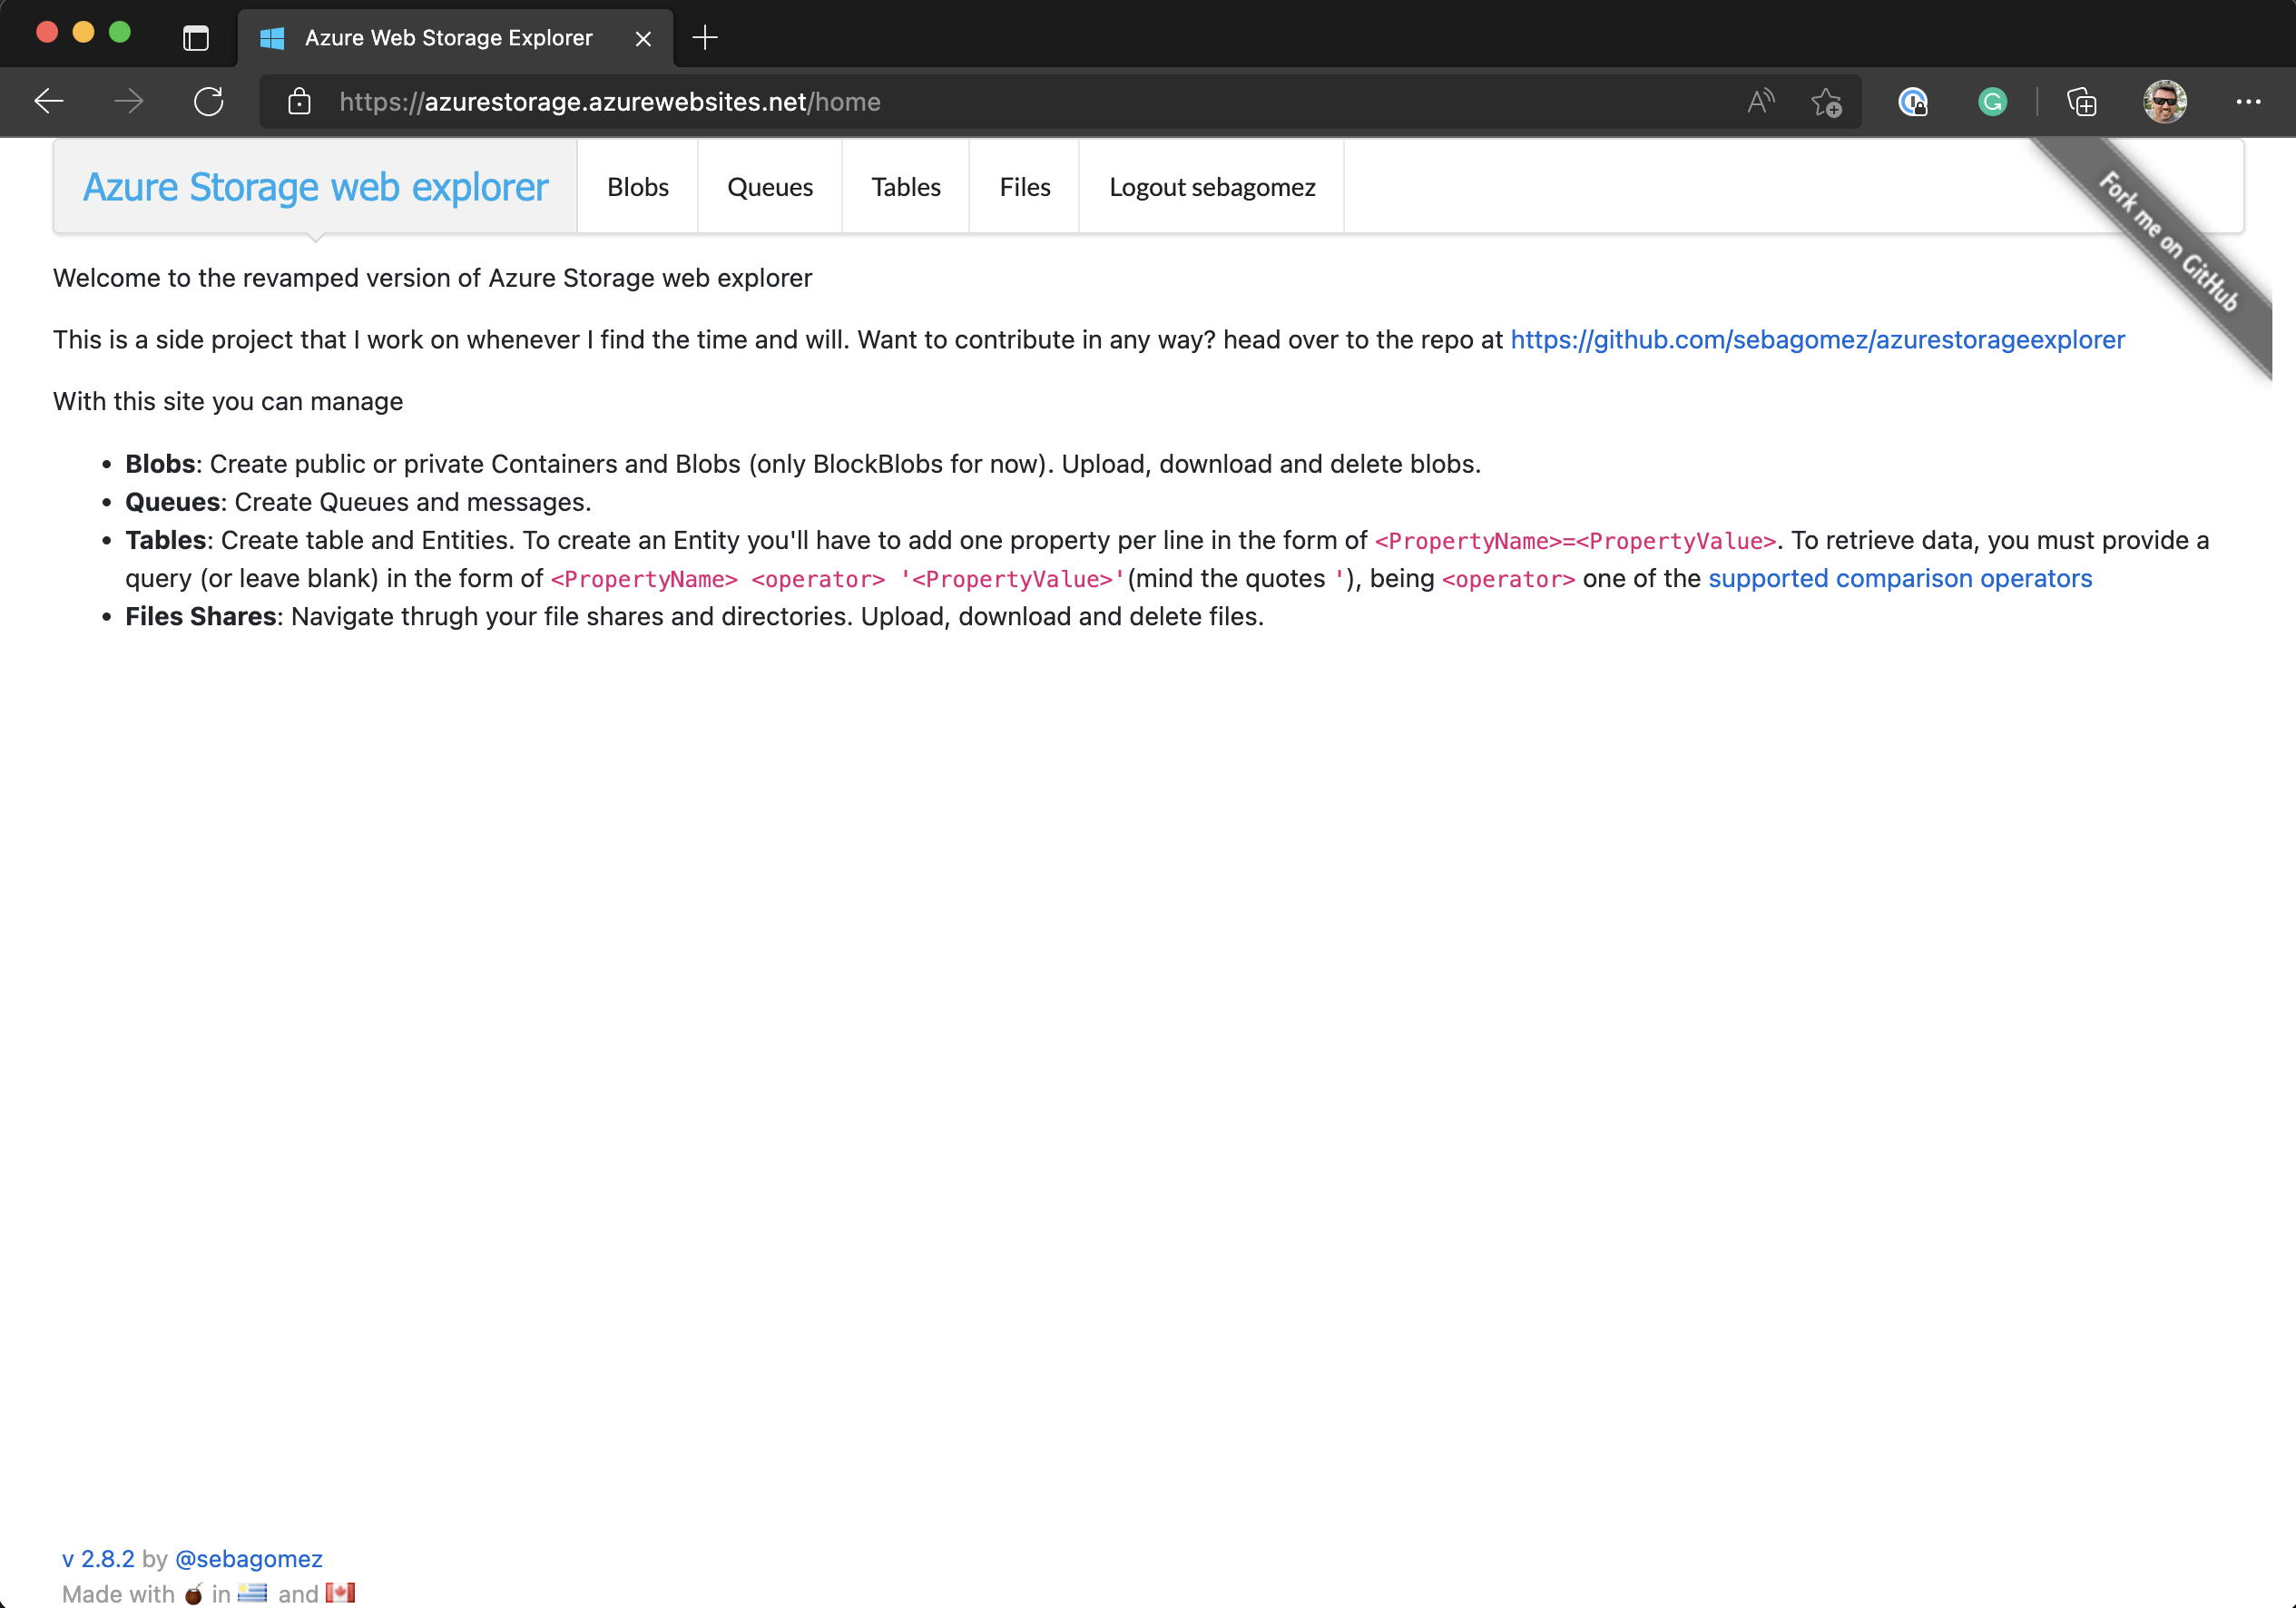 Azure Web Storage Explorer
https://azurestorage.azurewebsites.net/home
Azure Storage web explorer
Blobs
Queues
Tables
Files
Logout sebagomez
Fork me on GitHub
Welcome to the revamped version of Azure Storage web explorer
This is a side project that I work on whenever I find the time and will. Want to contribute in any way? head over to the repo at https://github.com/sebagomez/azurestorageexplorer
With this site you can manage
• Blobs: Create public or private Containers and Blobs (only BlockBlobs for now). Upload, download and delete blobs.
• Queues: Create Queues and messages.
• Tables: Create table and Entities. To create an Entity you'll have to add one property per line in the form of <PropertyName>=<PropertyValue>. To retrieve data, you must provide a
query (or leave blank) in the form of <PropertyName> <operator> '<PropertyValue>'(mind the quotes '), being <operator> one of the supported comparison operators
• Files Shares: Navigate thrugh your file shares and directories. Upload, download and delete files.
v 2.8.2 by @sebagomez
Made with 🧉 in 🇺🇾 and 🇨🇦